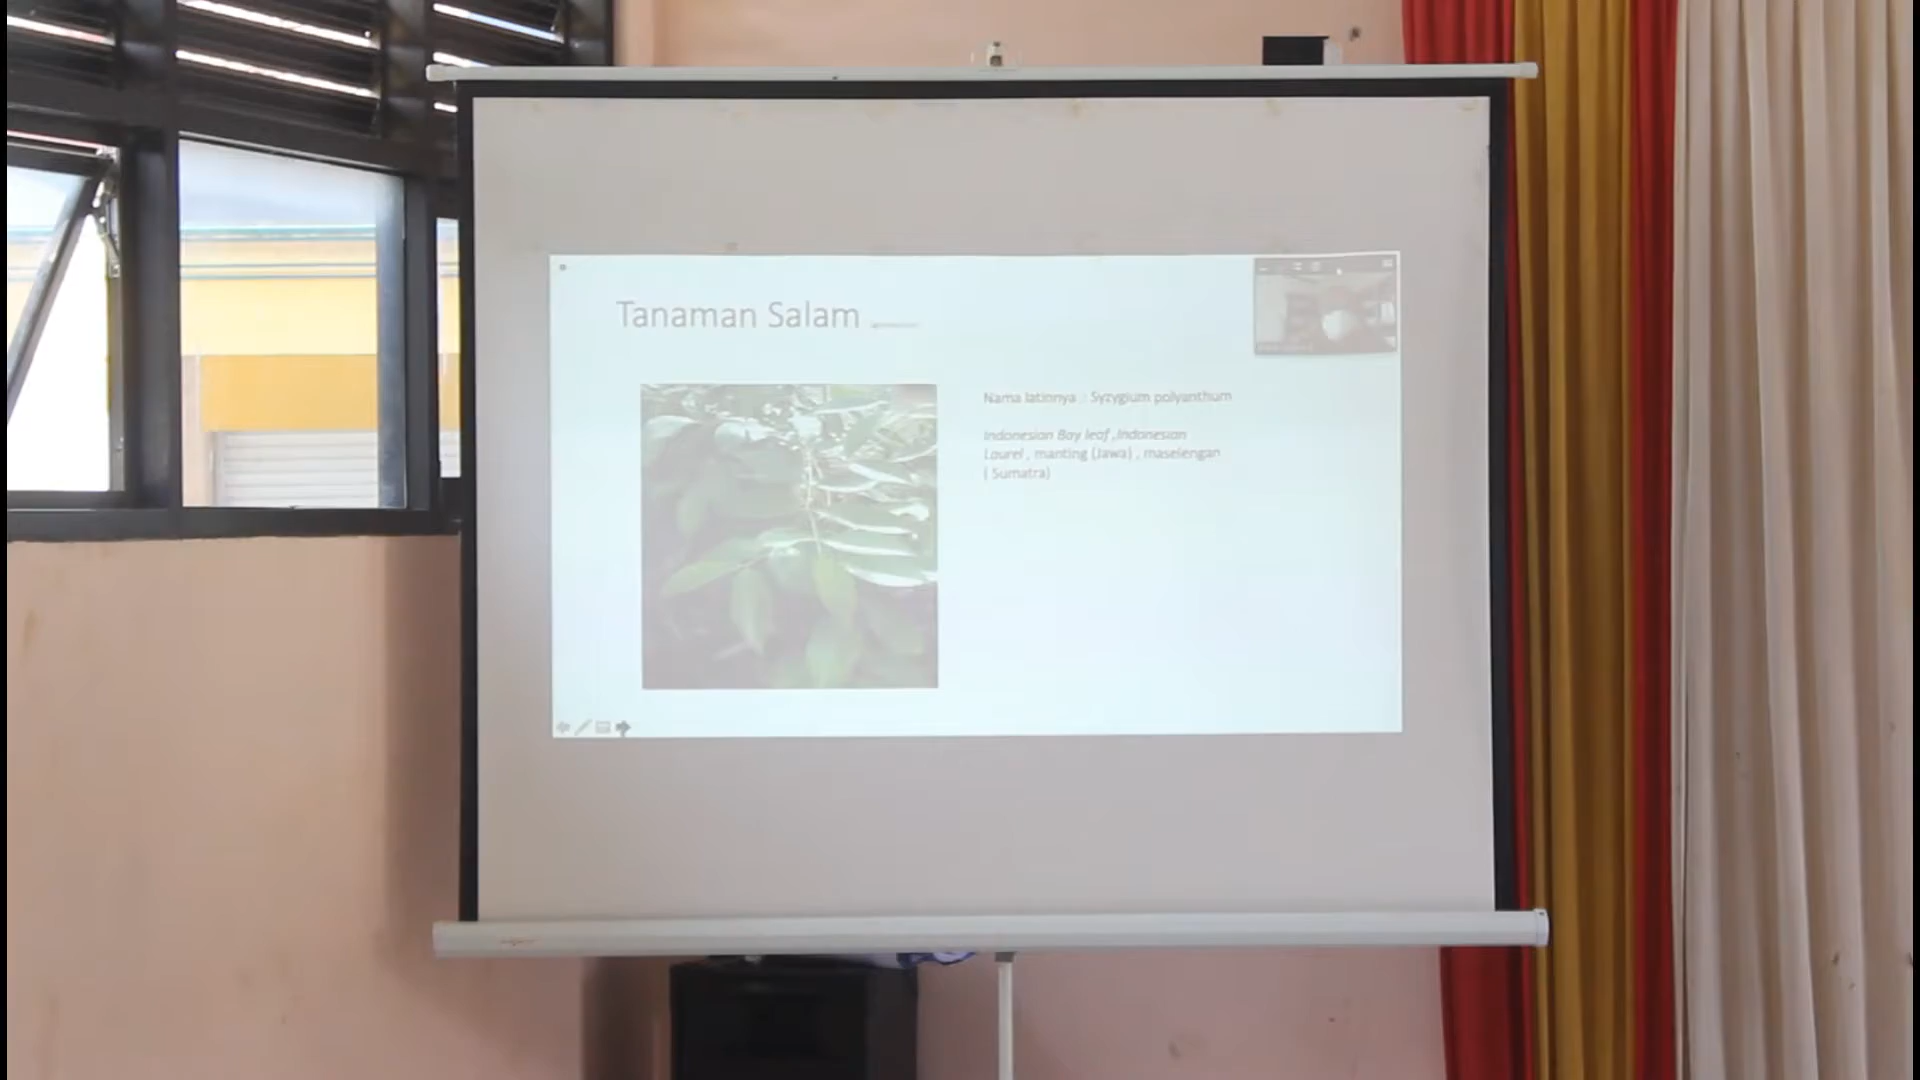 Tanaman Salam
Nama latinnya : Syzygium polyanthum
Indonesian Bay leaf ,Indonesian
Laurel , manting (Jawa) , maselengan
( Sumatra)